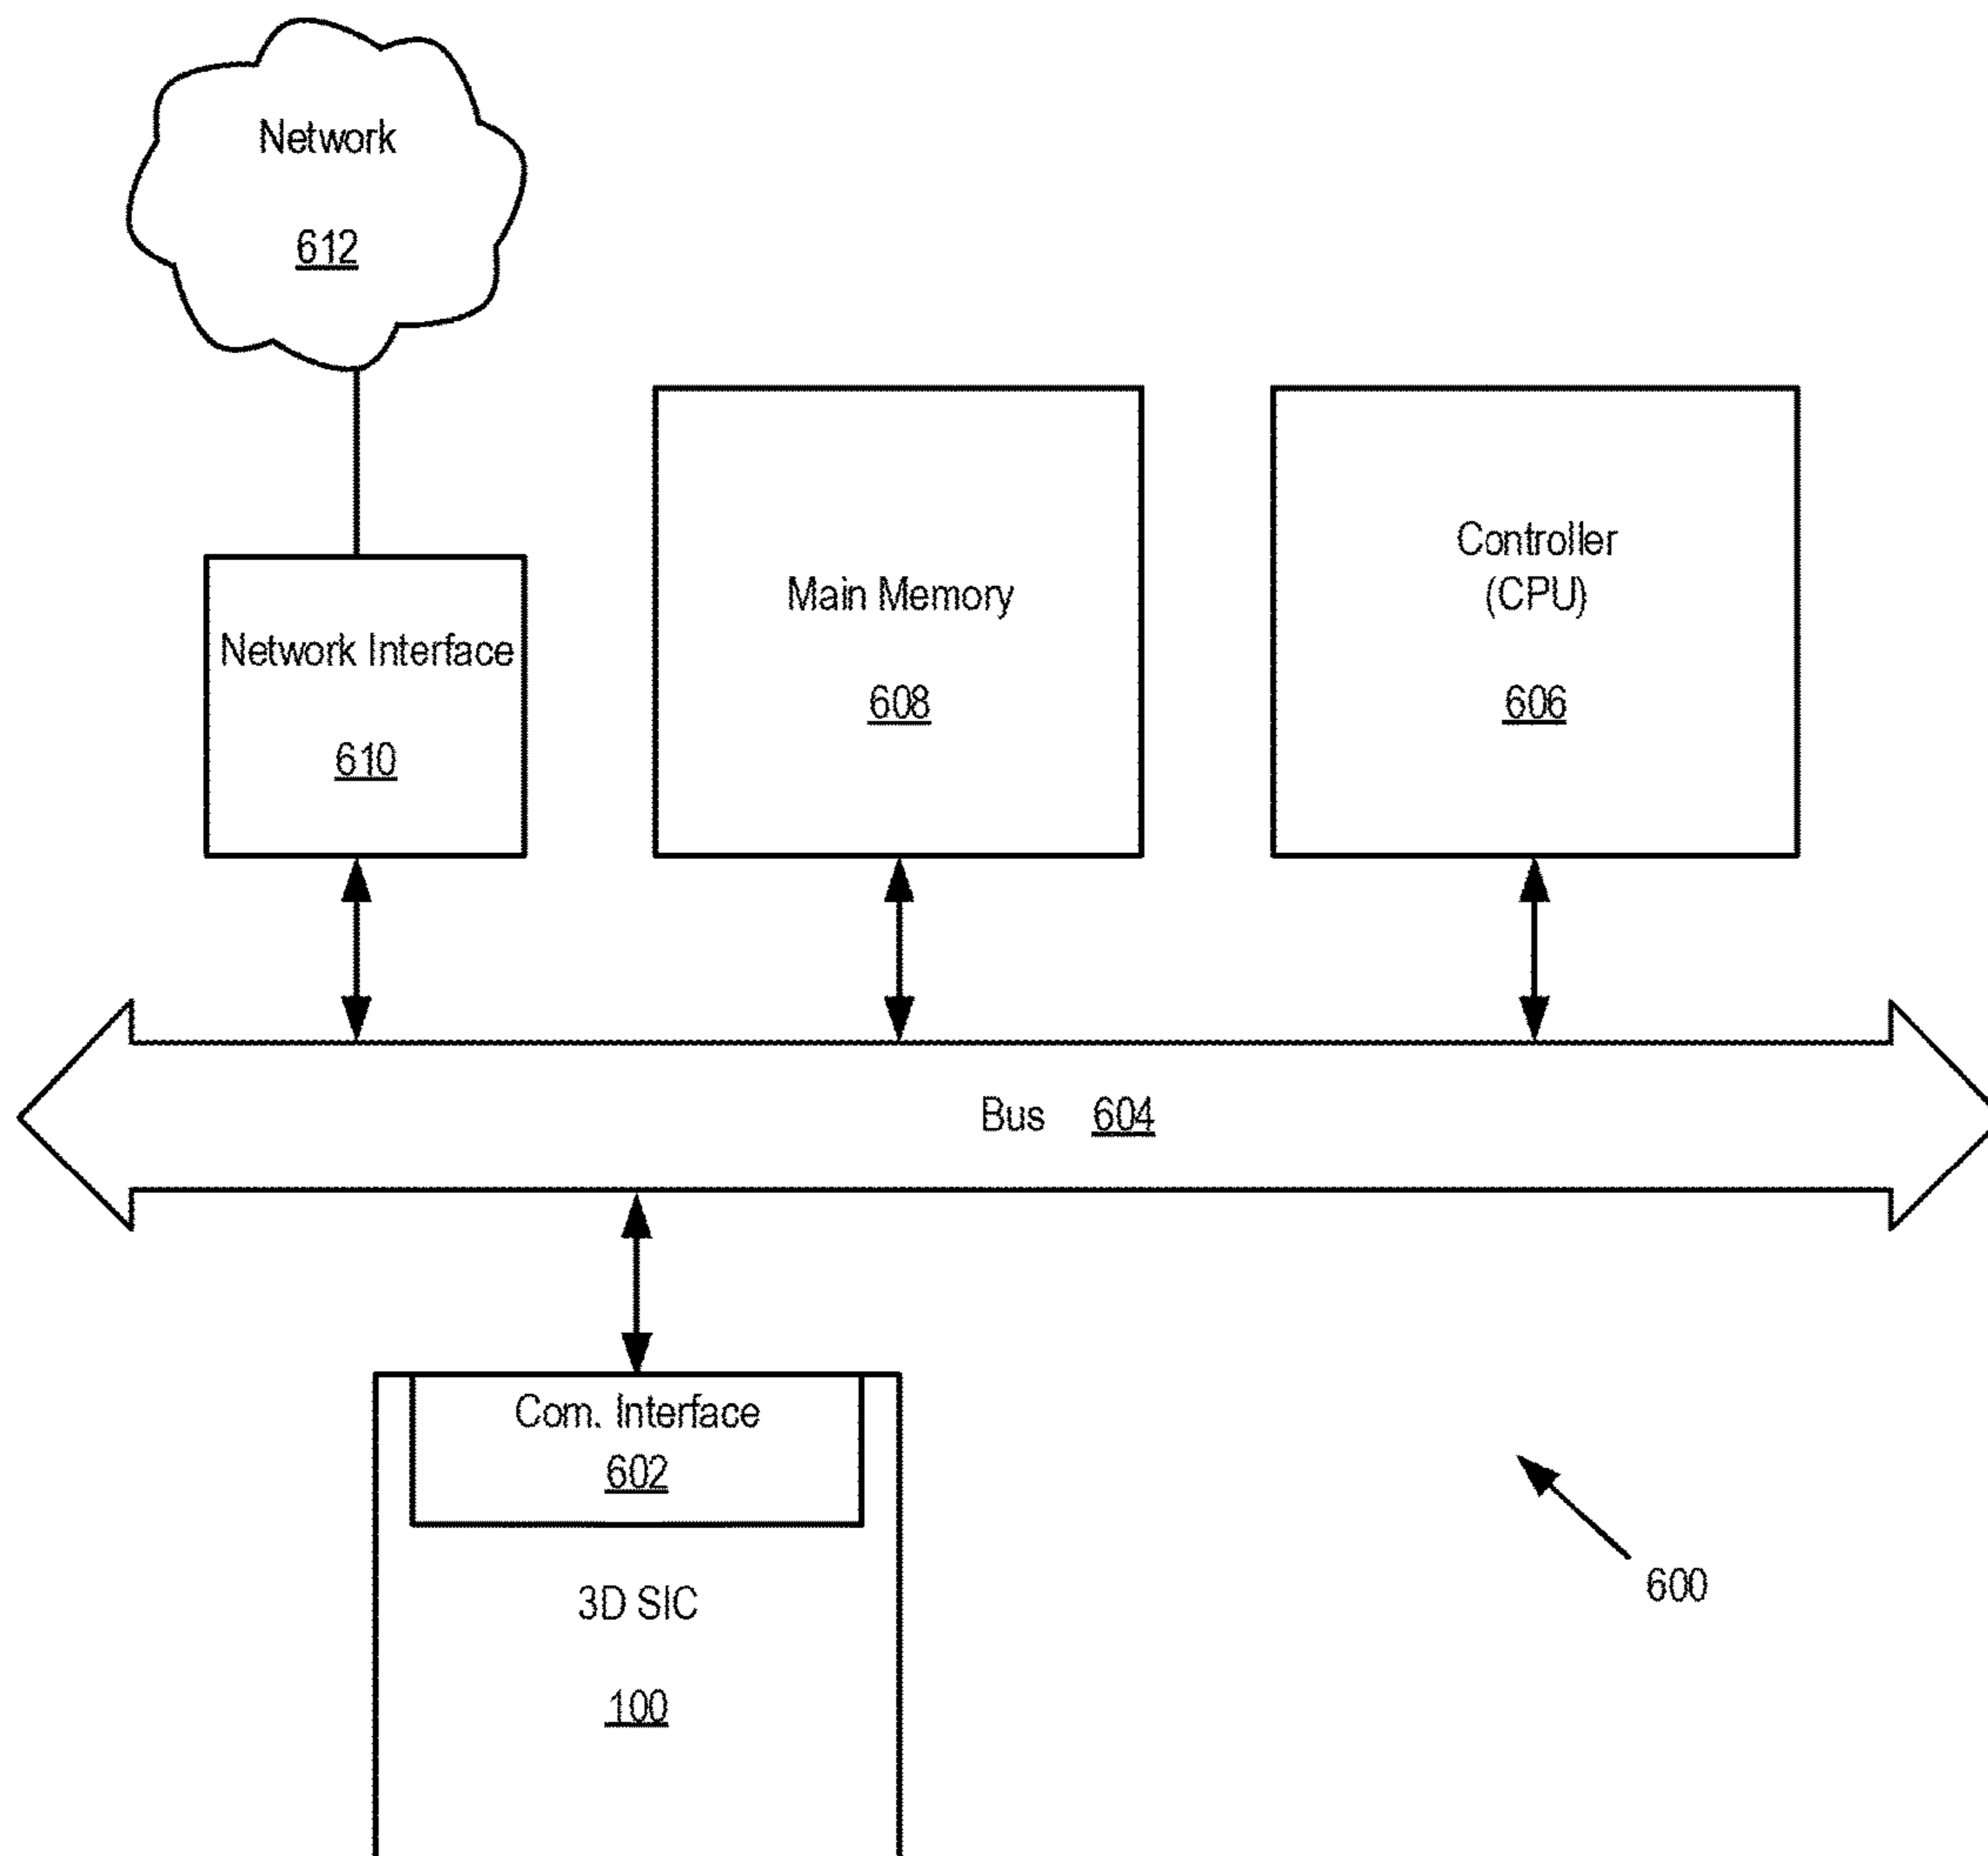 Network
612
Network Interface
610
Main Memory
608
Controller
(CPU)
606
Bus 604
Com. Interface
602
3D SIC
100
600